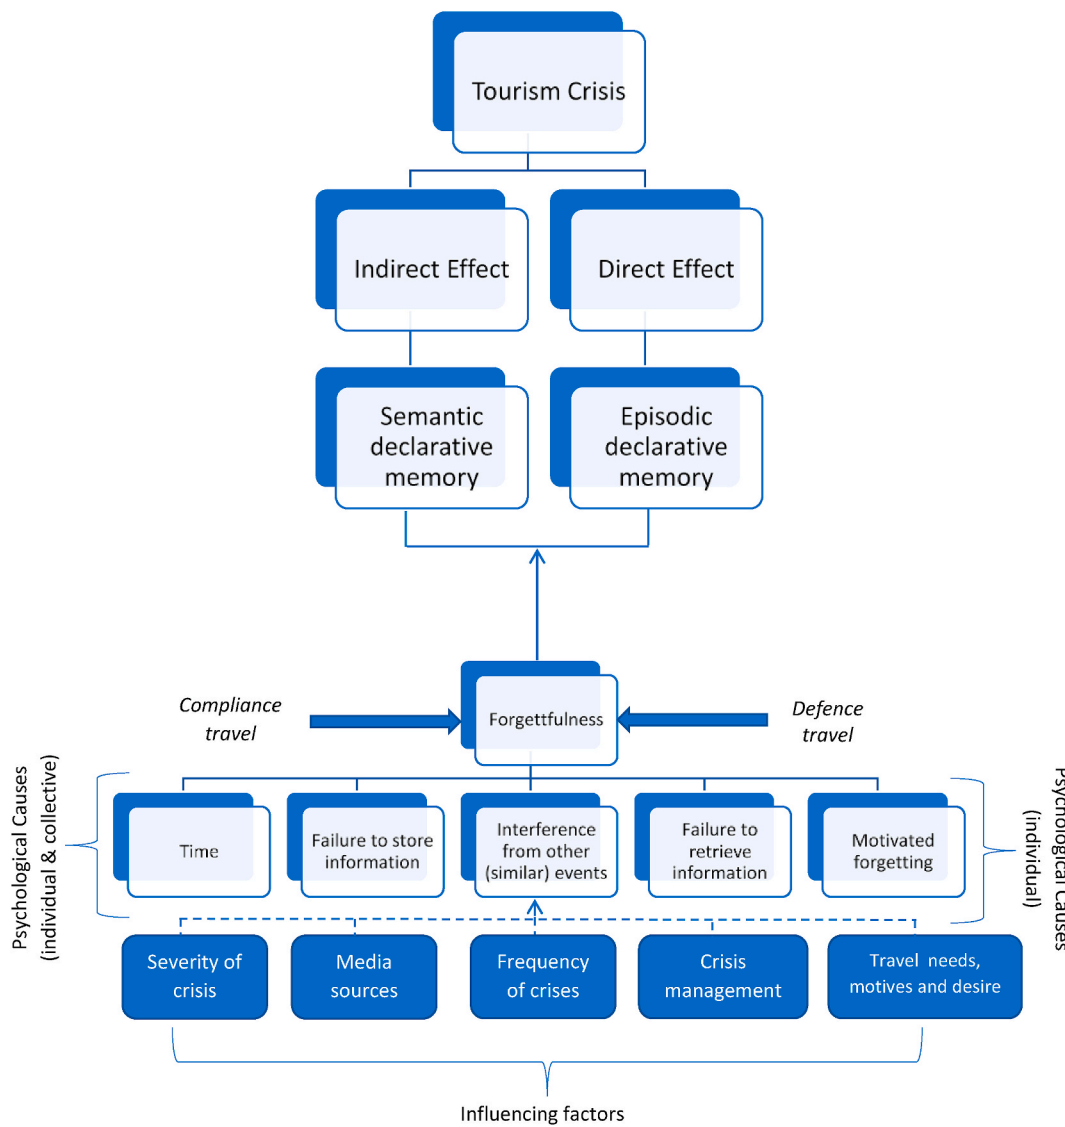 Tourism Crisis
Indirect Effect
Direct Effect
Semantic
declarative
memory
Episodic
declarative
memory
Compliance
travel
Forgettfulness
Defence
travel
Psychological Causes
(individual & collective)
Time
Failure to store
information
Interference
from other
(similar) events
Failure to
retrieve
information
Motivated
forgetting
Psychological Causes
(individual)
Severity of
crisis
Media
sources
Frequency
of crises
Crisis
management
Travel needs,
motives and desire
Influencing factors